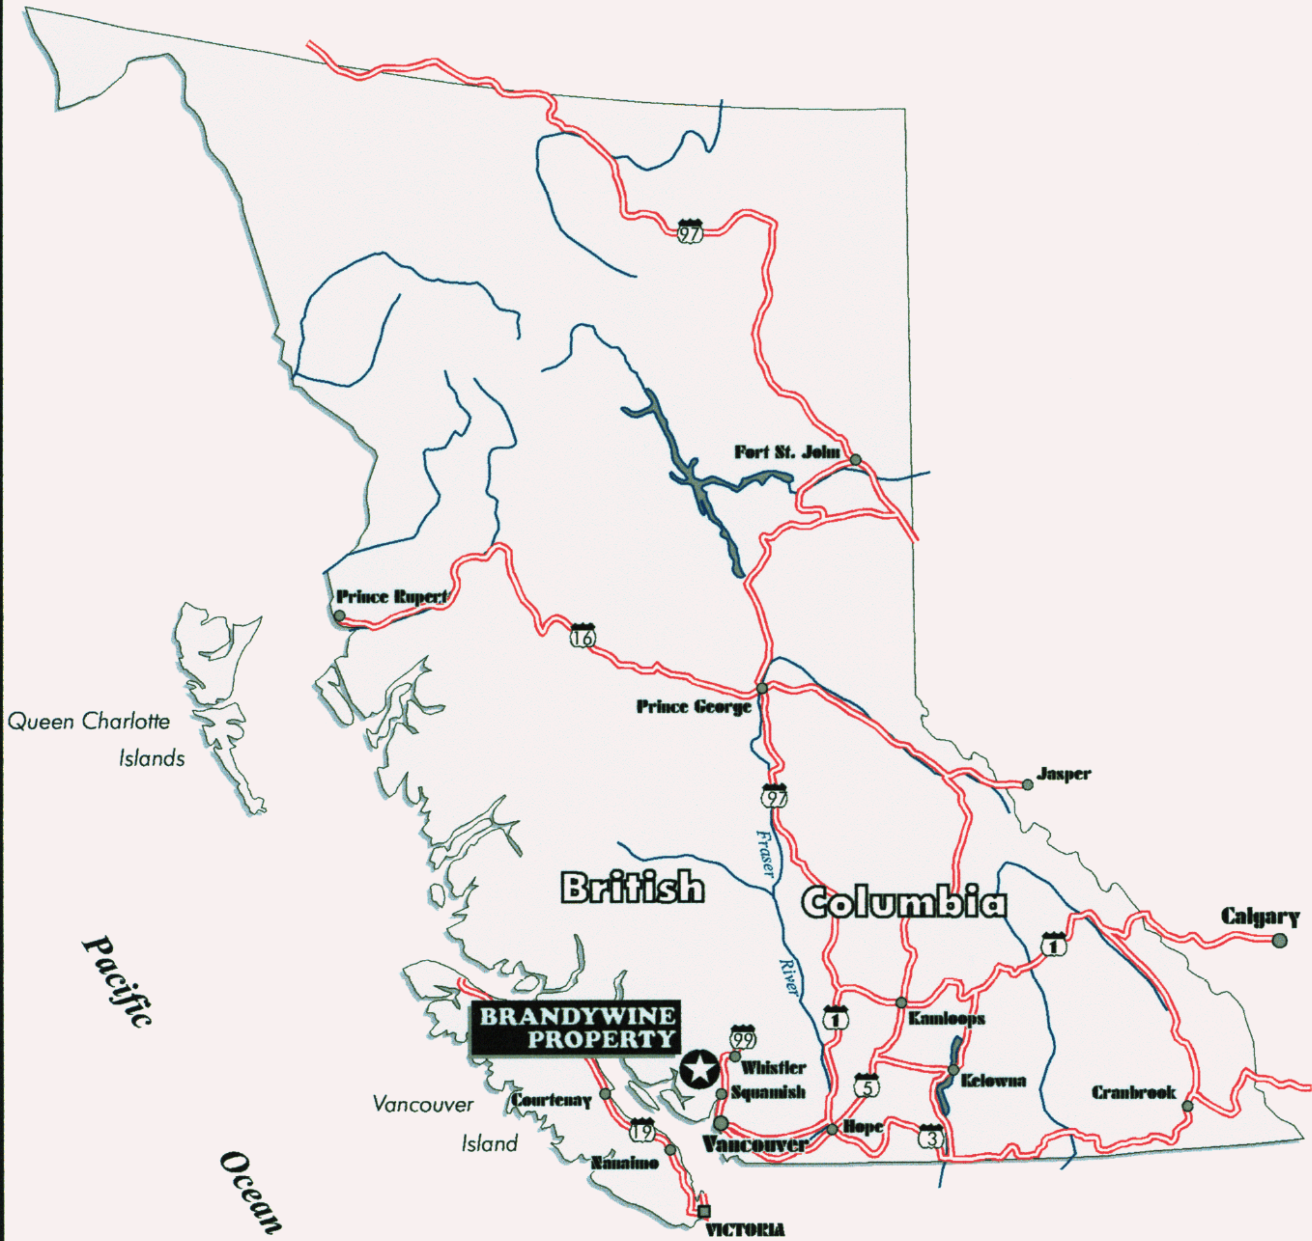 97
Fort St. John
Prince Rupert
16
Prince George
Queen Charlotte
Islands
Jasper
97
Fraser
British
Columbia
Calgary
1
Pacific
River
BRANDYWINE
PROPERTY
Kamloops
1
99
Whistler
Kelowna
5
Squamish
Cranbrook
Courtenay
Vancouver
Island
19
Hope
3
Vancouver
Nanaimo
Ocean
VICTORIA